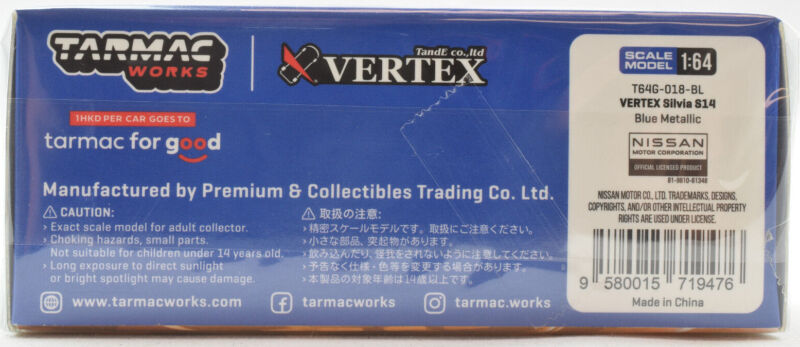 TARMAC
WORKS
TandE co.,ltd
VERTEX
1HKD PER CAR GOES TO
tarmac for good
Manufactured by Premium & Collectibles Trading Co. Ltd.
CAUTION:
› Exact scale model for adult collector.
› Choking hazards, small parts.
Not suitable for children under 14 years old.
› Long exposure to direct sunlight
or bright spotlight may cause damage.
取扱の注意:
› 精密スケールモデルです。取扱にご注意ください。
› 小さな部品、突起物があります。
› 飲み込んだり、怪我をされないように注意してください。
› 予告なく仕様・色等を変更する場合があります。
› 本製品の対象年齢は14歳以上です。
www.tarmacworks.com
tarmacworks
tarmac.works
SCALE
MODEL
1:64
T64G-018-BL
VERTEX Silvia S14
Blue Metallic
NISSAN
MOTOR CORPORATION
OFFICIAL LICENSED PRODUCT
81-9810-61348
NISSAN MOTOR CO., LTD. TRADEMARKS, DESIGNS,
COPYRIGHTS, AND/OR OTHER INTELLECTUAL PROPERTY
RIGHTS ARE USED UNDER LICENSE.
9 580015 719476
Made in China